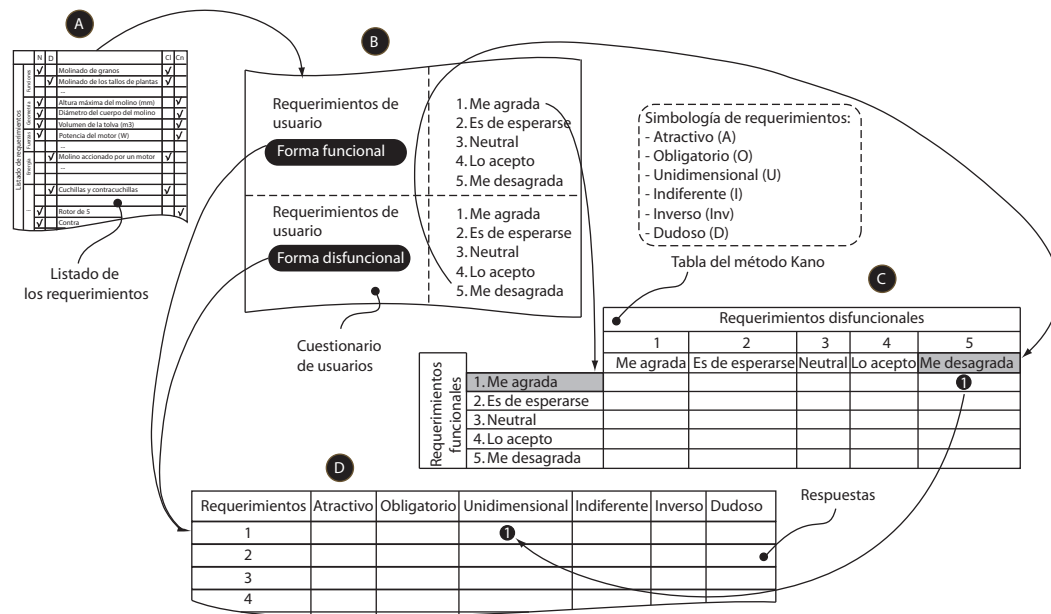 A
N D Cl Cn
Listado de requerimientos
Funciones
Geometría
Fuerzas
Energía
√ Molinado de granos √
√ Molinado de los tallos de plantas √
...
√ Altura máxima del molino (mm) √
√ Diámetro del cuerpo del molino √
√ Volumen de la tolva (m3) √
√ Potencia del motor (W) √
...
√ Molino accionado por un motor √
...
√ Cuchillas y contracuchillas √
...
√ Rotor de 5 √
√ Contra
Listado de
los requerimientos
B
Requerimientos de
usuario
Forma funcional
1. Me agrada
2. Es de esperarse
3. Neutral
4. Lo acepto
5. Me desagrada
Requerimientos de
usuario
Forma disfuncional
1. Me agrada
2. Es de esperarse
3. Neutral
4. Lo acepto
5. Me desagrada
Cuestionario
de usuarios
Simbología de requerimientos:
- Atractivo (A)
- Obligatorio (O)
- Unidimensional (U)
- Indiferente (I)
- Inverso (Inv)
- Dudoso (D)
Tabla del método Kano
C
Requerimientos disfuncionales
1 2 3 4 5
Me agrada Es de esperarse Neutral Lo acepto Me desagrada
Requerimientos
funcionales
1. Me agrada 1
2. Es de esperarse
3. Neutral
4. Lo acepto
5. Me desagrada
D
Requerimientos Atractivo Obligatorio Unidimensional Indiferente Inverso Dudoso
1 1
2
3
4
Respuestas